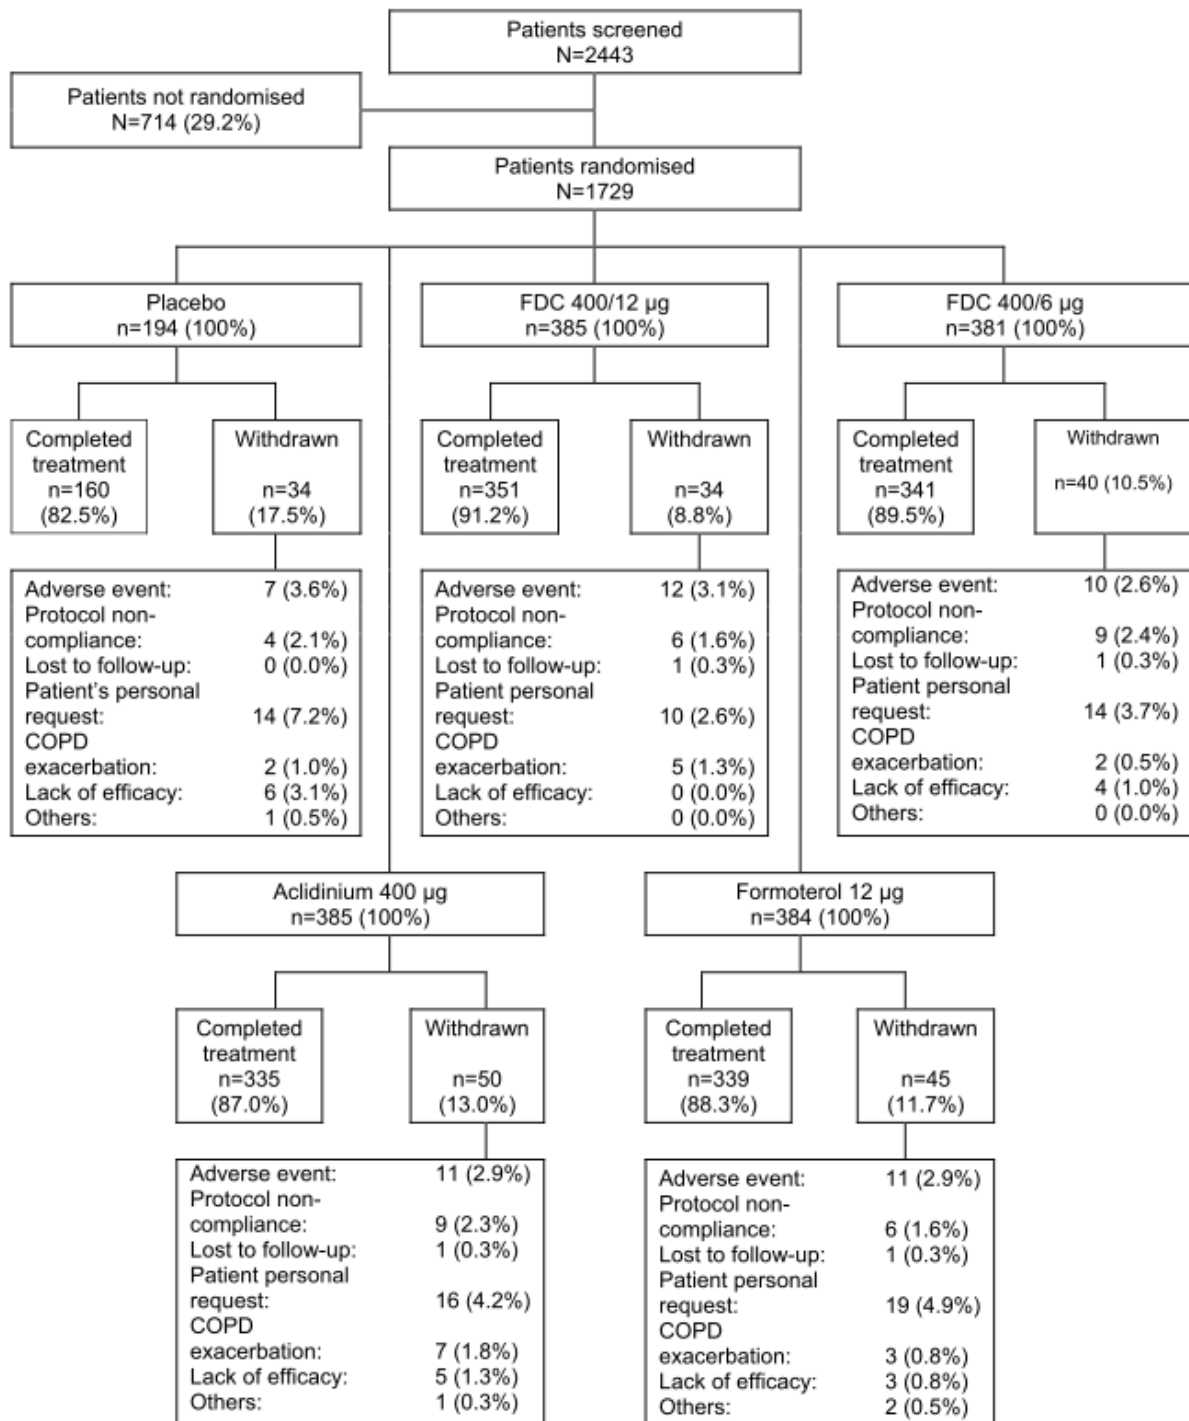 Patients screened
N=2443
Patients not randomised
N=714 (29.2%)
Patients randomised
N=1729
Placebo
n=194 (100%)
FDC 400/12 µg
n=385 (100%)
FDC 400/6 µg
n=381 (100%)
Completed
treatment
n=160
(82.5%)
Withdrawn
n=34
(17.5%)
Completed
treatment
n=351
(91.2%)
Withdrawn
n=34
(8.8%)
Completed
treatment
n=341
(89.5%)
Withdrawn
n=40 (10.5%)
Adverse event: 7 (3.6%)
Protocol non-
compliance: 4 (2.1%)
Lost to follow-up: 0 (0.0%)
Patient's personal
request: 14 (7.2%)
COPD
exacerbation: 2 (1.0%)
Lack of efficacy: 6 (3.1%)
Others: 1 (0.5%)
Adverse event: 12 (3.1%)
Protocol non-
compliance: 6 (1.6%)
Lost to follow-up: 1 (0.3%)
Patient personal
request: 10 (2.6%)
COPD
exacerbation: 5 (1.3%)
Lack of efficacy: 0 (0.0%)
Others: 0 (0.0%)
Adverse event: 10 (2.6%)
Protocol non-
compliance: 9 (2.4%)
Lost to follow-up: 1 (0.3%)
Patient personal
request: 14 (3.7%)
COPD
exacerbation: 2 (0.5%)
Lack of efficacy: 4 (1.0%)
Others: 0 (0.0%)
Aclidinium 400 µg
n=385 (100%)
Formoterol 12 µg
n=384 (100%)
Completed
treatment
n=335
(87.0%)
Withdrawn
n=50
(13.0%)
Completed
treatment
n=339
(88.3%)
Withdrawn
n=45
(11.7%)
Adverse event: 11 (2.9%)
Protocol non-
compliance: 9 (2.3%)
Lost to follow-up: 1 (0.3%)
Patient personal
request: 16 (4.2%)
COPD
exacerbation: 7 (1.8%)
Lack of efficacy: 5 (1.3%)
Others: 1 (0.3%)
Adverse event: 11 (2.9%)
Protocol non-
compliance: 6 (1.6%)
Lost to follow-up: 1 (0.3%)
Patient personal
request: 19 (4.9%)
COPD
exacerbation: 3 (0.8%)
Lack of efficacy: 3 (0.8%)
Others: 2 (0.5%)